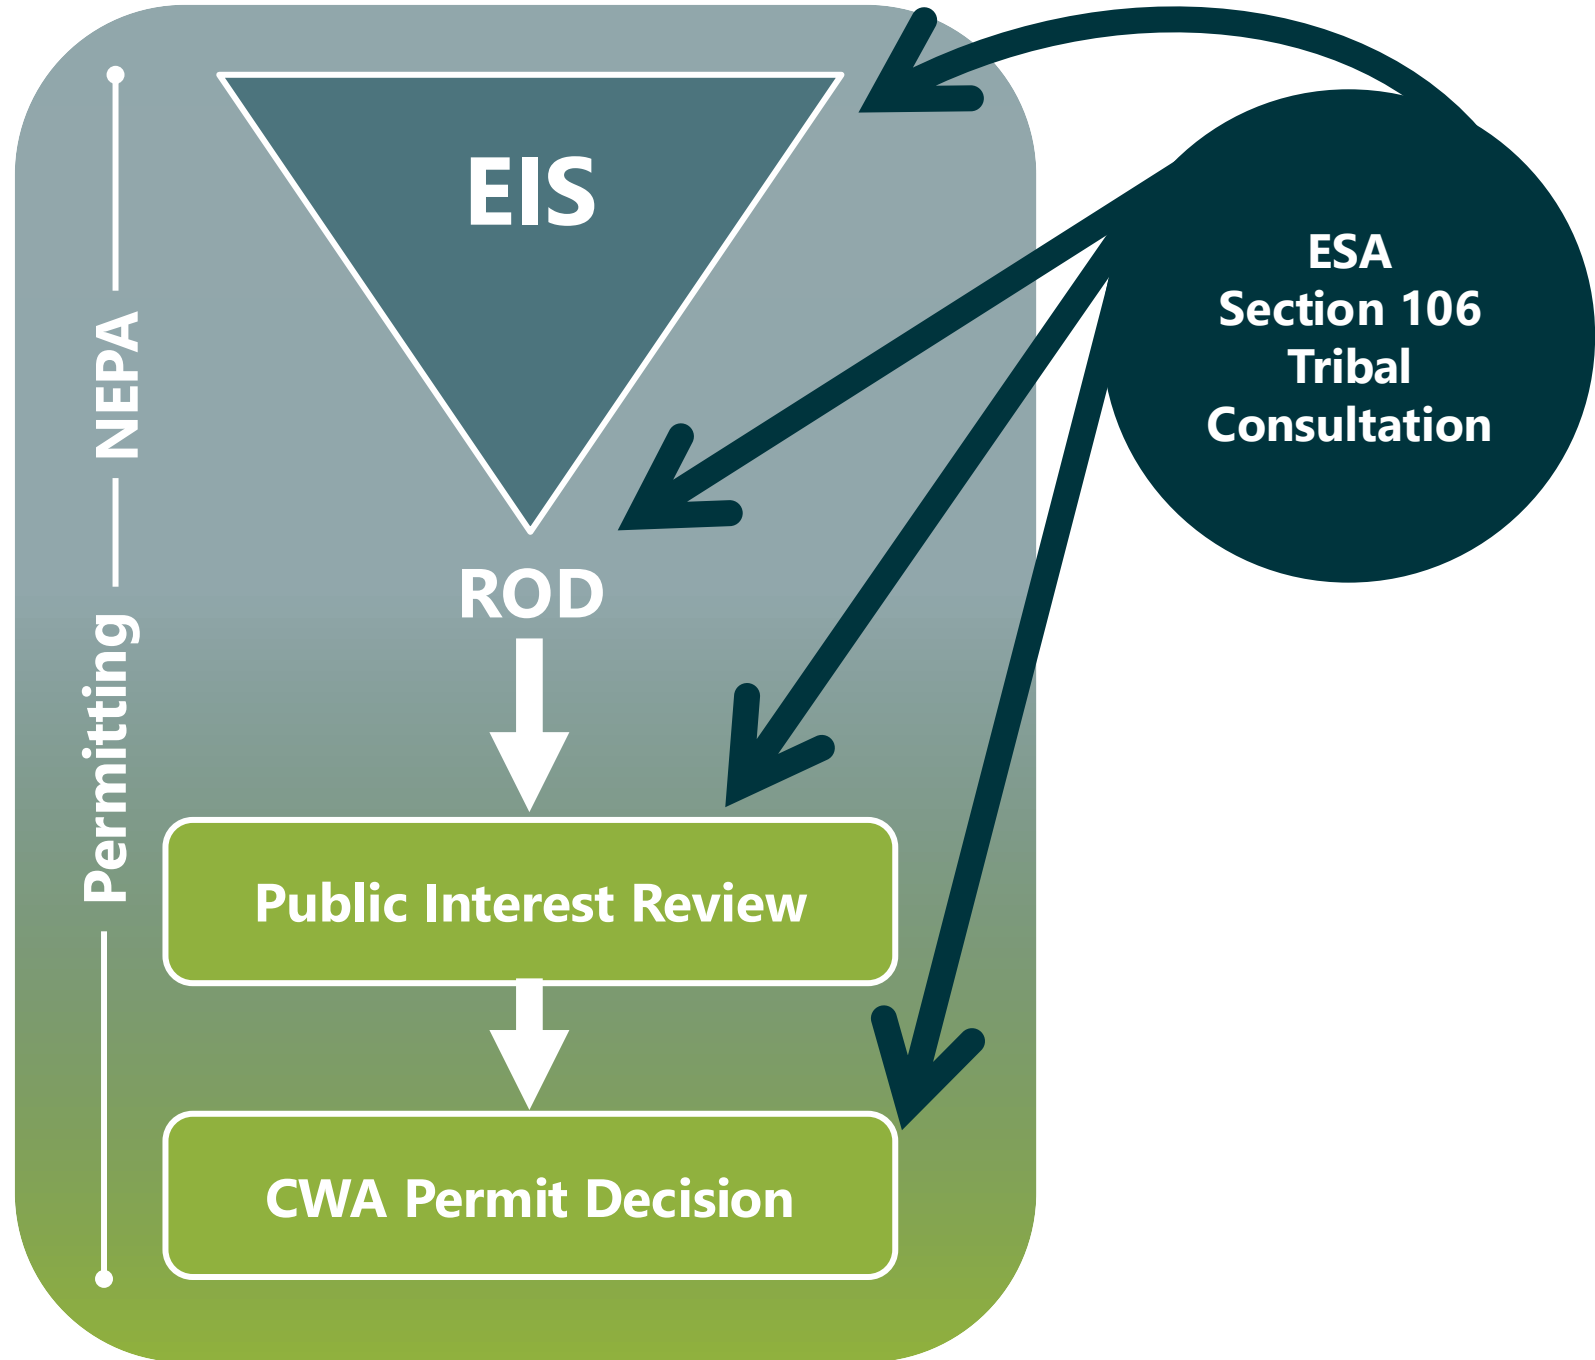 EIS
ESA
Section 106
Tribal
Consultation
NEPA
ROD
Permitting
Public Interest Review
CWA Permit Decision